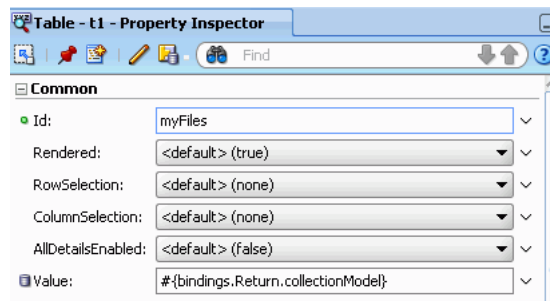 Table - t1 - Property Inspector
Find
Common
Id: myFiles
Rendered: <default> (true)
RowSelection: <default> (none)
ColumnSelection: <default> (none)
AllDetailsEnabled: <default> (false)
Value: #{bindings.Return.collectionModel}